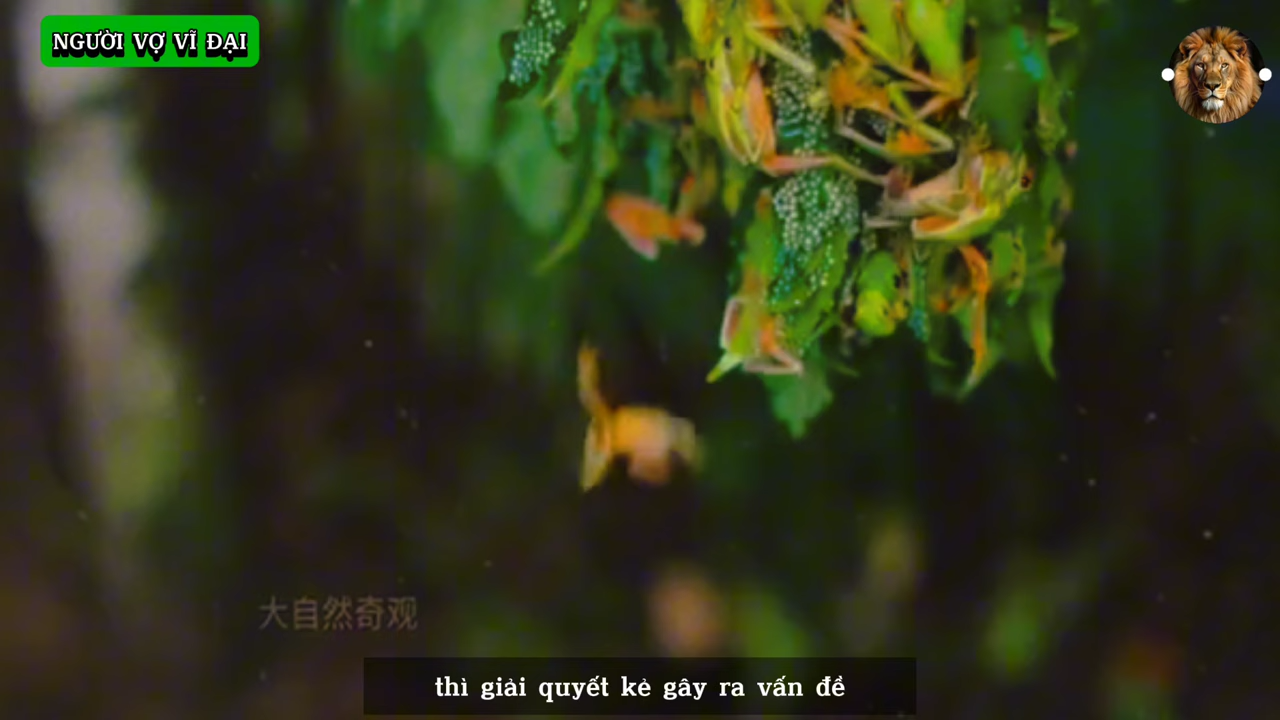 NGƯỜI VỢ VĨ ĐẠI
大自然奇观
thì giải quyết kẻ gây ra vấn đề